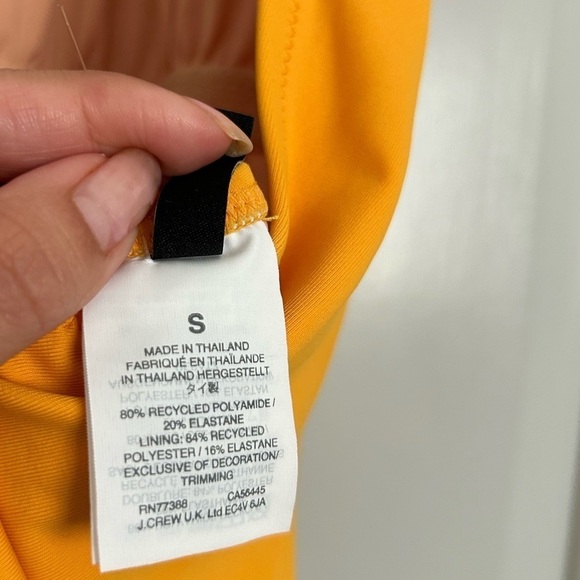 S
MADE IN THAILAND
FABRIQUÉ EN THAÏLANDE
IN THAILAND HERGESTELLT
タイ製
80% RECYCLED POLYAMIDE /
20% ELASTANE
LINING: 84% RECYCLED
POLYESTER / 16% ELASTANE
EXCLUSIVE OF DECORATION/
TRIMMING
RN77388 CA56445
J.CREW U.K. Ltd EC4V 6JA